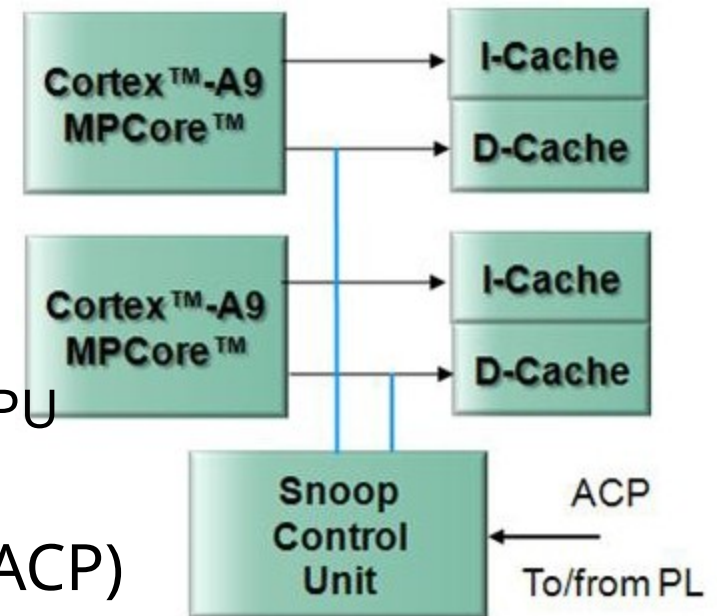 Cortex™-A9
MPCore™
I-Cache
D-Cache
Cortex™-A9
MPCore™
I-Cache
D-Cache
PU
ACP)
Snoop
Control
Unit
ACP
To/from PL